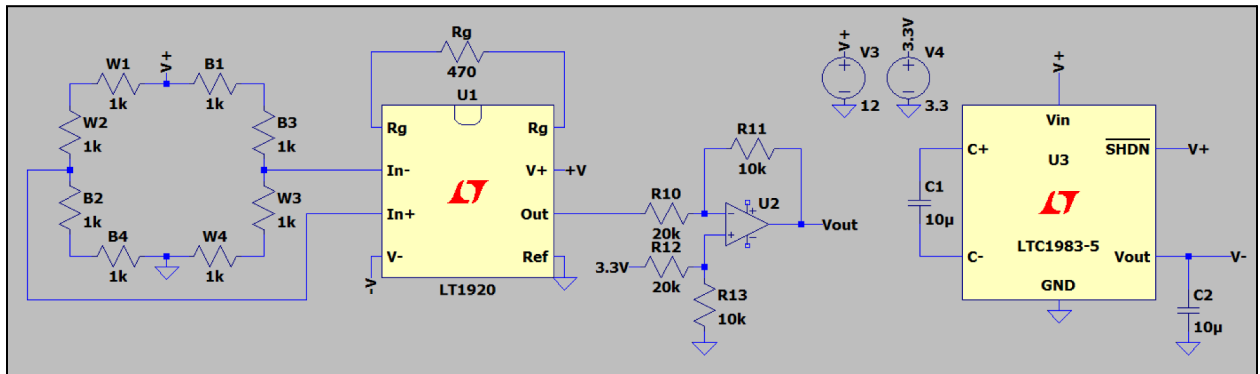 Rg
470
W1
1k
V+
B1
1k
W2
1k
B3
1k
B2
1k
W3
1k
B4
1k
W4
1k
U1
Rg
Rg
In-
V+
+V
In+
Out
V-
Ref
-V
LT1920
R10
20k
R11
10k
U2
Vout
3.3V
R12
20k
R13
10k
V+
V3
12
3.3V
V4
3.3
V+
Vin
C+
SHDN
V+
U3
C1
10µ
LTC1983-5
C-
Vout
V-
GND
C2
10µ